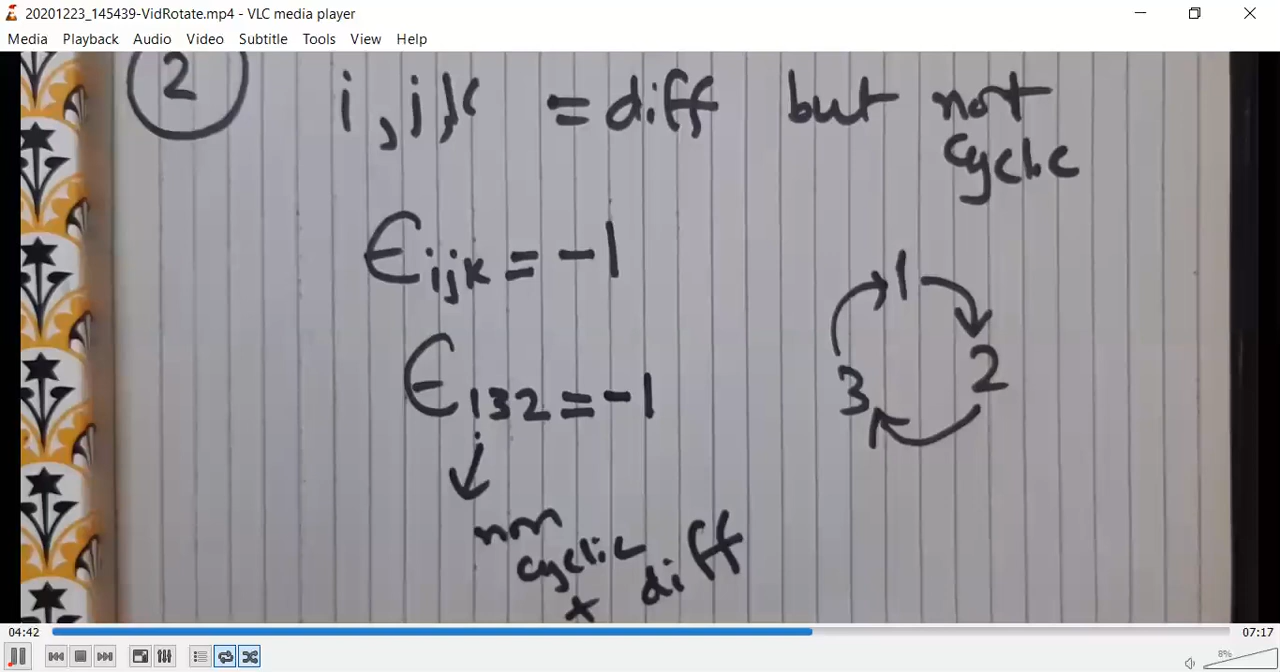 20201223_145439-VidRotate.mp4 - VLC media player
Media Playback Audio Video Subtitle Tools View Help
2 i, j, k = diff but not
cyclic
ϵijk = -1
1
ϵ132 = -1
3 2
non
cyclic
+ diff
04:42 07:17
8%